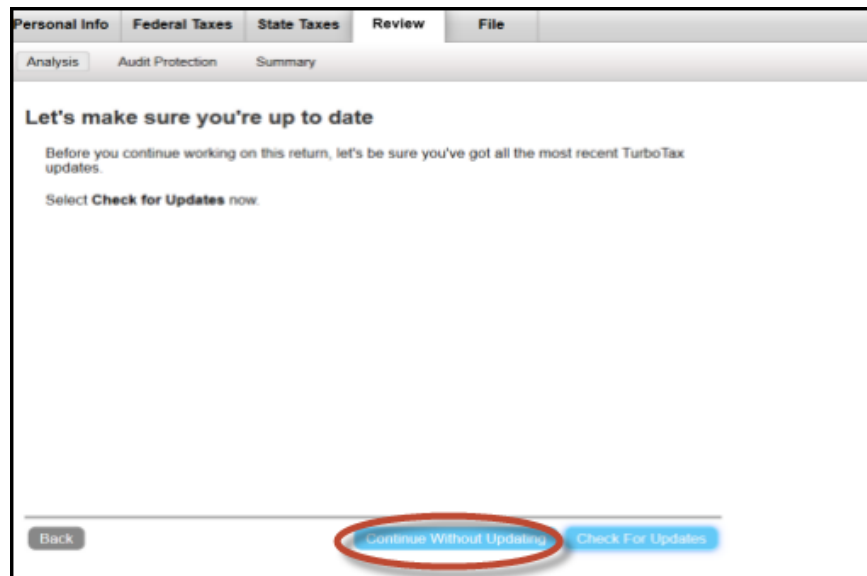 Personal Info Federal Taxes State Taxes Review File
Analysis Audit Protection Summary
Let's make sure you're up to date
Before you continue working on this return, let's be sure you've got all the most recent TurboTax
updates.
Select Check for Updates now.
Back Continue Without Updating Check For Updates